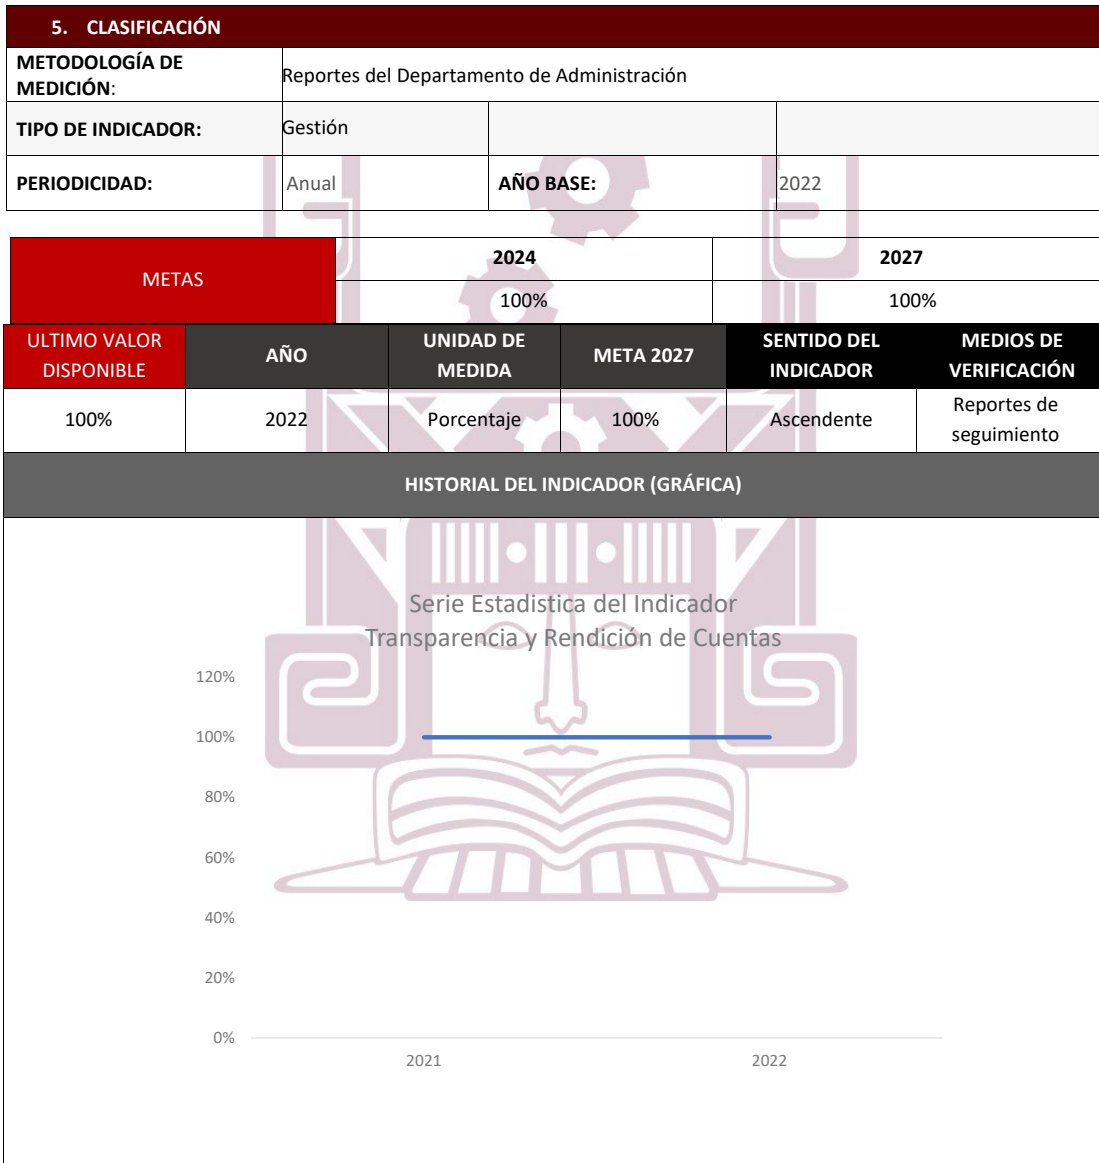 5. CLASIFICACIÓN
METODOLOGÍA DE
MEDICIÓN:
Reportes del Departamento de Administración
TIPO DE INDICADOR:
Gestión
PERIODICIDAD:
Anual
AÑO BASE:
2022
METAS
2024
2027
100%
100%
ULTIMO VALOR
DISPONIBLE
AÑO
UNIDAD DE
MEDIDA
META 2027
SENTIDO DEL
INDICADOR
MEDIOS DE
VERIFICACIÓN
100%
2022
Porcentaje
100%
Ascendente
Reportes de
seguimiento
HISTORIAL DEL INDICADOR (GRÁFICA)
Serie Estadistica del Indicador
Transparencia y Rendición de Cuentas
120%
100%
80%
60%
40%
20%
0%
2021
2022